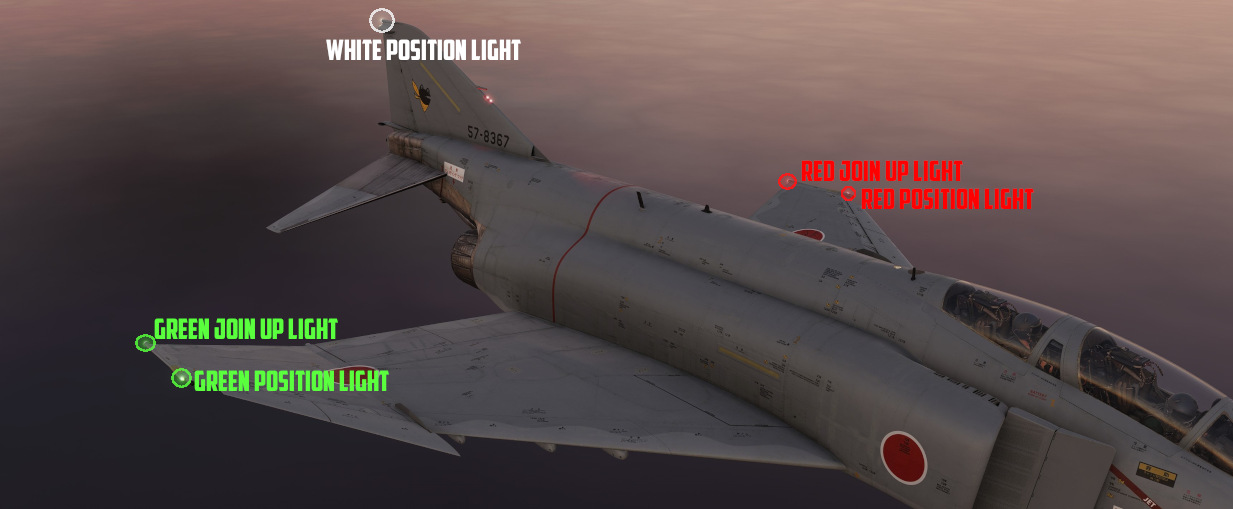 WHITE POSITION LIGHT
57-8367
RED JOIN UP LIGHT
RED POSITION LIGHT
GREEN JOIN UP LIGHT
GREEN POSITION LIGHT
JET